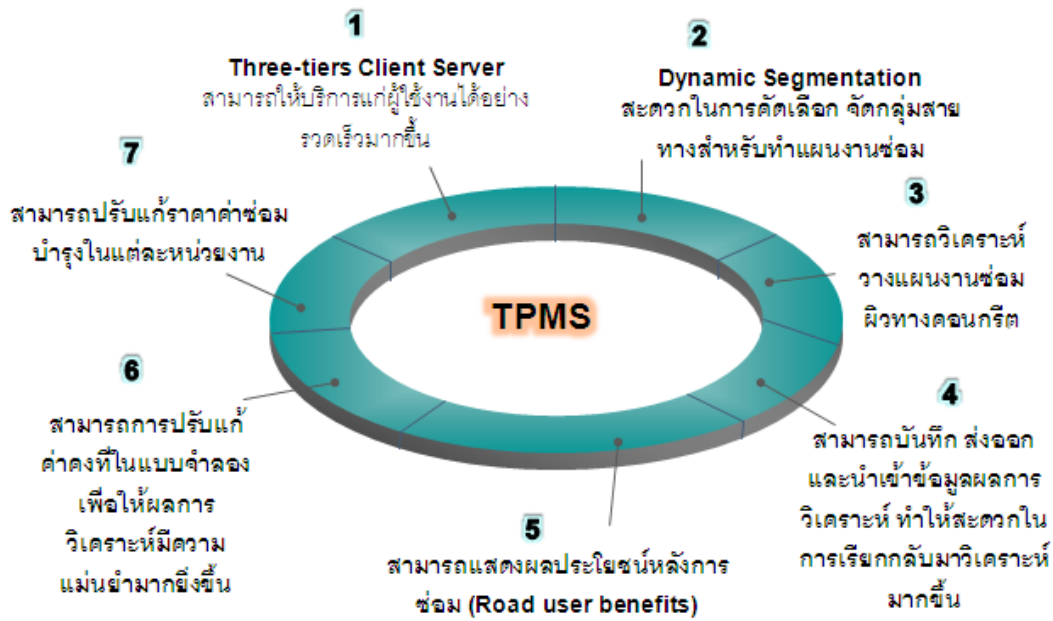 1
Three-tiers Client Server
สามารถให้บริการแก่ผู้ใช้งานได้อย่าง
รวดเร็วมากขึ้น
2
Dynamic Segmentation
สะดวกในการคัดเลือก จัดกลุ่มสาย
ทางสำหรับทำแผนงานซ่อม
3
สามารถวิเคราะห์
วางแผนงานซ่อม
ผิวทางคอนกรีต
4
สามารถบันทึก ส่งออก
และนำเข้าข้อมูลผลการ
วิเคราะห์ ทำให้สะดวกใน
การเรียกกลับมาวิเคราะห์
มากขึ้น
5
สามารถแสดงผลประโยชน์หลังการ
ซ่อม (Road user benefits)
6
สามารถการปรับแก้
ค่าคงที่ในแบบจำลอง
เพื่อให้ผลการ
วิเคราะห์มีความ
แม่นยำมากยิ่งขึ้น
7
สามารถปรับแก้ราคาค่าซ่อม
บำรุงในแต่ละหน่วยงาน
TPMS